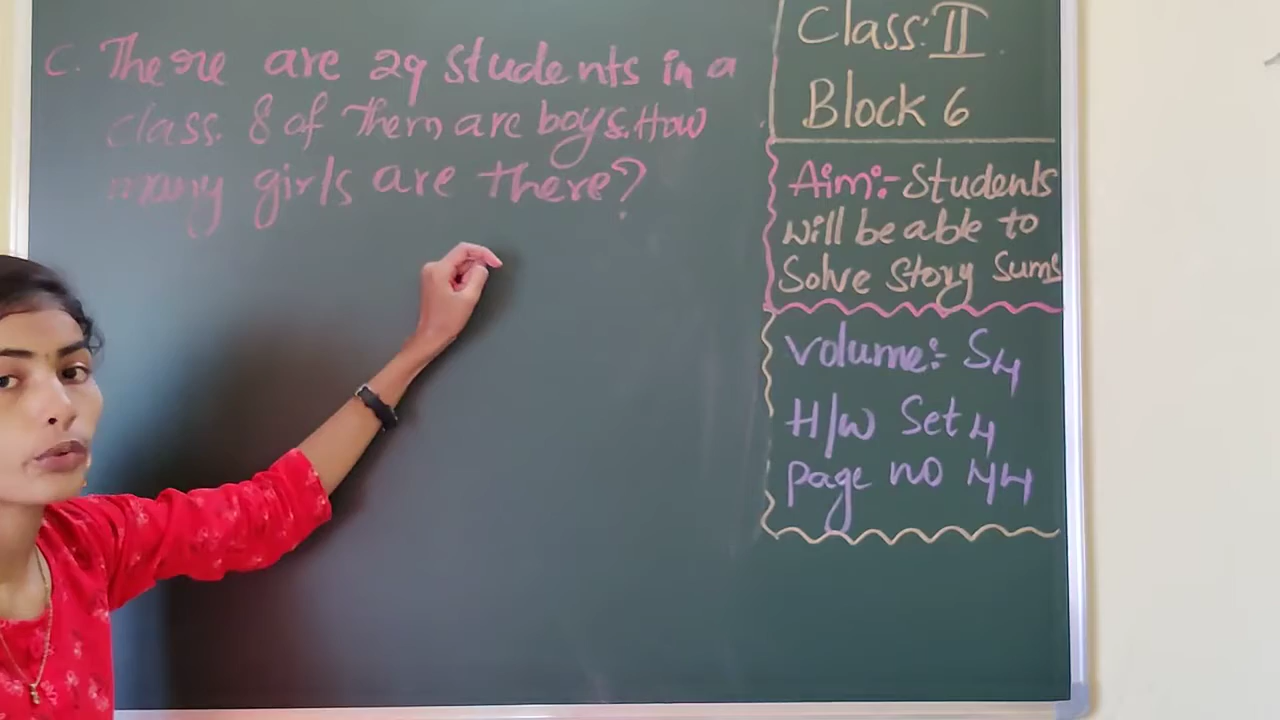 C. There are 29 students in a
class. 8 of them are boys. How
many girls are there?
Class: II
Block 6
Aim:- Students
will be able to
Solve Story Sums
Volume:- S4
H/W Set 4
page no 44